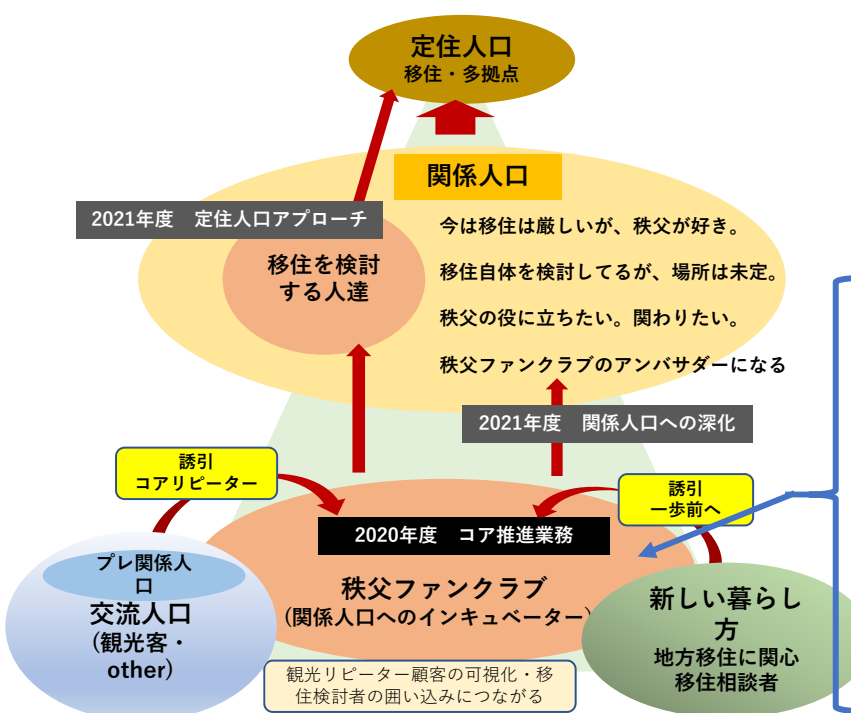 定住人口
移住・多拠点
関係人口
2021年度　定住人口アプローチ
今は移住は厳しいが、秩父が好き。
移住を検討
する人達
移住自体を検討してるが、場所は未定。
秩父の役に立ちたい。関わりたい。
秩父ファンクラブのアンバサダーになる
2021年度　関係人口への深化
誘引
コアリピーター
誘引
一歩前へ
2020年度　コア推進業務
プレ関係人
口
交流人口
(観光客・
other)
秩父ファンクラブ
(関係人口へのインキュベーター)
新しい暮らし
方
地方移住に関心
移住相談者
観光リピーター顧客の可視化・移
住検討者の囲い込みにつながる